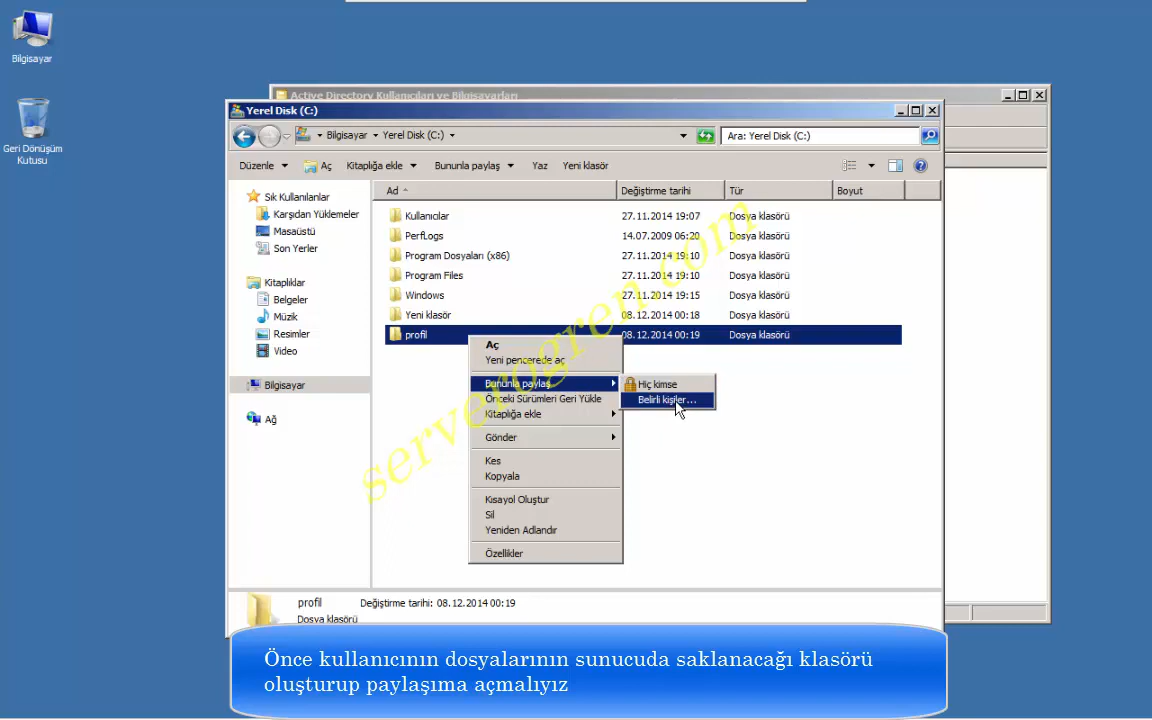 Bilgisayar
Geri Dönüşüm
Kutusu
Active Directory Kullanıcıları ve Bilgisayarları
Yerel Disk (C:)
Bilgisayar Yerel Disk (C:)
Ara: Yerel Disk (C:)
Düzenle Aç Kitaplığa ekle Bununla paylaş Yaz Yeni klasör
Ad Değiştirme tarihi Tür Boyut
Sık Kullanılanlar
Karşıdan Yüklemeler
Masaüstü
Son Yerler
Kitaplıklar
Belgeler
Müzik
Resimler
Video
Bilgisayar
Ağ
Kullanıcılar 27.11.2014 19:07 Dosya klasörü
PerfLogs 14.07.2009 06:20 Dosya klasörü
Program Dosyaları (x86) 27.11.2014 19:10 Dosya klasörü
Program Files 27.11.2014 19:10 Dosya klasörü
Windows 27.11.2014 19:15 Dosya klasörü
Yeni klasör 08.12.2014 00:19 Dosya klasörü
profil 08.12.2014 00:19 Dosya klasörü
Aç
Yeni pencerede aç
Bununla paylaş
Önceki Sürümleri Geri Yükle
Kitaplığa ekle
Gönder
Kes
Kopyala
Kısayol Oluştur
Sil
Yeniden Adlandır
Özellikler
Hiç kimse
Belirli kişiler...
serverogren.com
profil Değiştirme tarihi: 08.12.2014 00:19
Dosya klasörü
Önce kullanıcının dosyalarının sunucuda saklanacağı klasörü
oluşturup paylaşıma açmalıyız